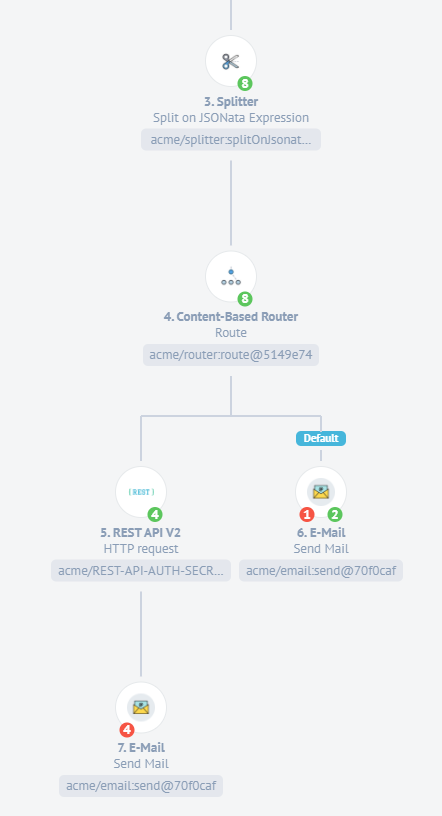 8
3. Splitter
Split on JSONata Expression
acme/splitter:splitOnJsonat...
8
4. Content-Based Router
Route
acme/router:route@5149e74
Default
{REST}
4
5. REST API V2
HTTP request
acme/REST-API-AUTH-SECR...
1 2
6. E-Mail
Send Mail
acme/email:send@70f0caf
4
7. E-Mail
Send Mail
acme/email:send@70f0caf